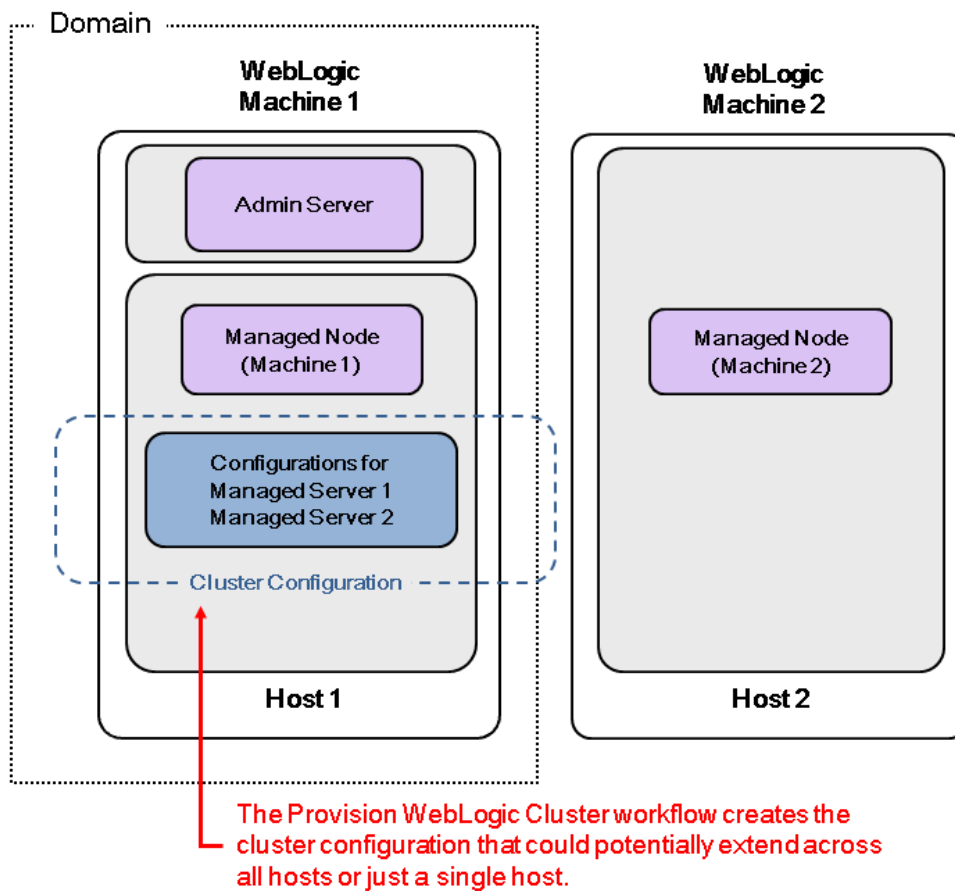 Domain
WebLogic
Machine 1
WebLogic
Machine 2
Admin Server
Managed Node
(Machine 1)
Managed Node
(Machine 2)
Configurations for
Managed Server 1
Managed Server 2
Cluster Configuration
Host 1
Host 2
The Provision WebLogic Cluster workflow creates the
cluster configuration that could potentially extend across
all hosts or just a single host.